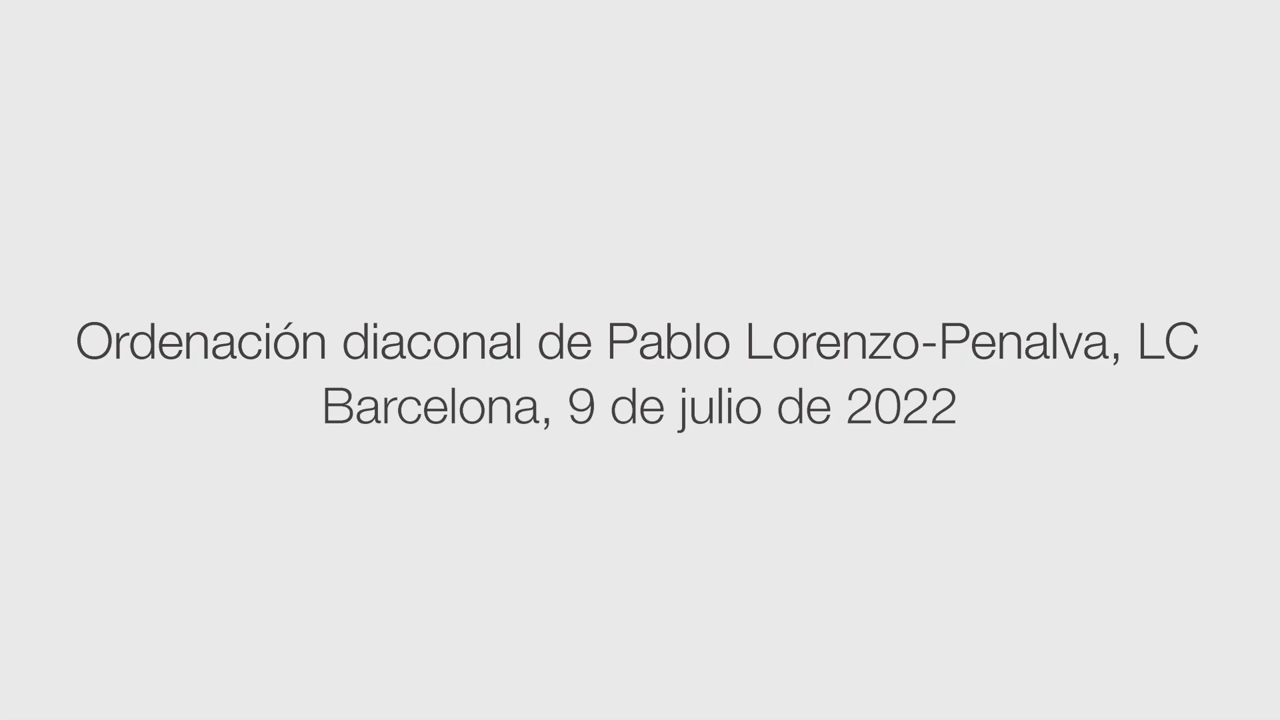 Ordenación diaconal de Pablo Lorenzo-Penalva, LC
Barcelona, 9 de julio de 2022